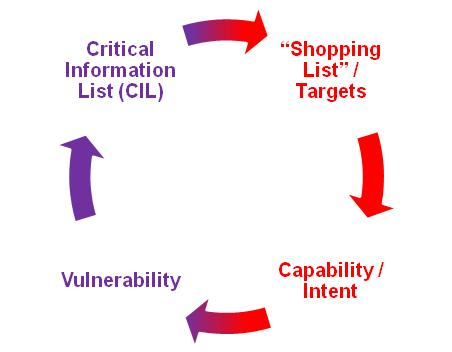 Critical
Information
List (CIL)
“Shopping
List” /
Targets
Capability /
Intent
Vulnerability